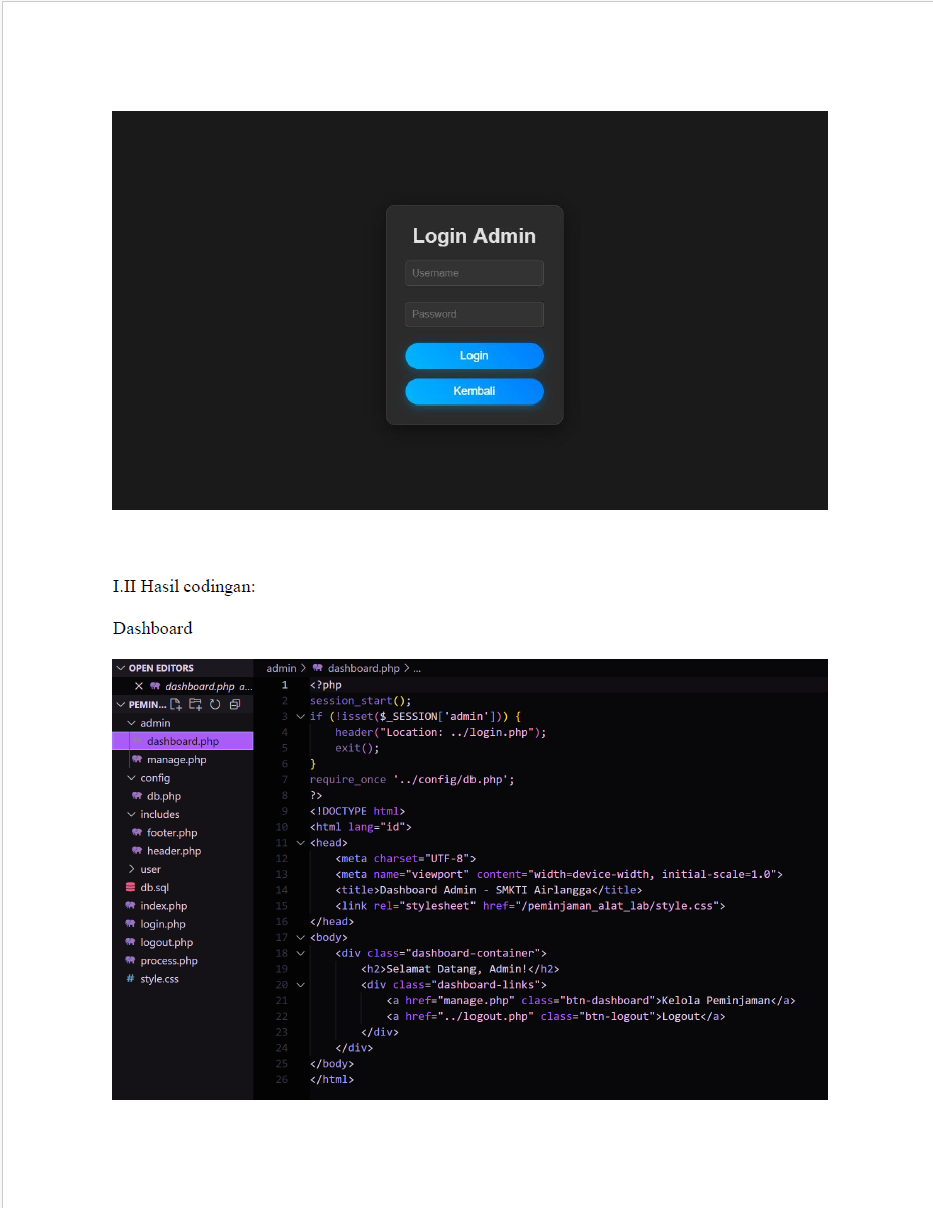 Login Admin
Username
Password
Login
Kembali
I.II Hasil codingan:
Dashboard
OPEN EDITORS
dashboard.php a...
PEMIN...
admin
dashboard.php
manage.php
config
db.php
includes
footer.php
header.php
user
db.sql
index.php
login.php
logout.php
process.php
# style.css
admin > dashboard.php > ...
1 <?php
2 session_start();
3 if (!isset($_SESSION['admin'])) {
4     header("Location: ../login.php");
5     exit();
6 }
7 require_once '../config/db.php';
8 ?>
9 <!DOCTYPE html>
10 <html lang="id">
11 <head>
12     <meta charset="UTF-8">
13     <meta name="viewport" content="width=device-width, initial-scale=1.0">
14     <title>Dashboard Admin - SMKTI Airlangga</title>
15     <link rel="stylesheet" href="/peminjaman_alat_lab/style.css">
16 </head>
17 <body>
18     <div class="dashboard-container">
19         <h2>Selamat Datang, Admin!</h2>
20         <div class="dashboard-links">
21             <a href="manage.php" class="btn-dashboard">Kelola Peminjaman</a>
22             <a href="../logout.php" class="btn-logout">Logout</a>
23         </div>
24     </div>
25 </body>
26 </html>